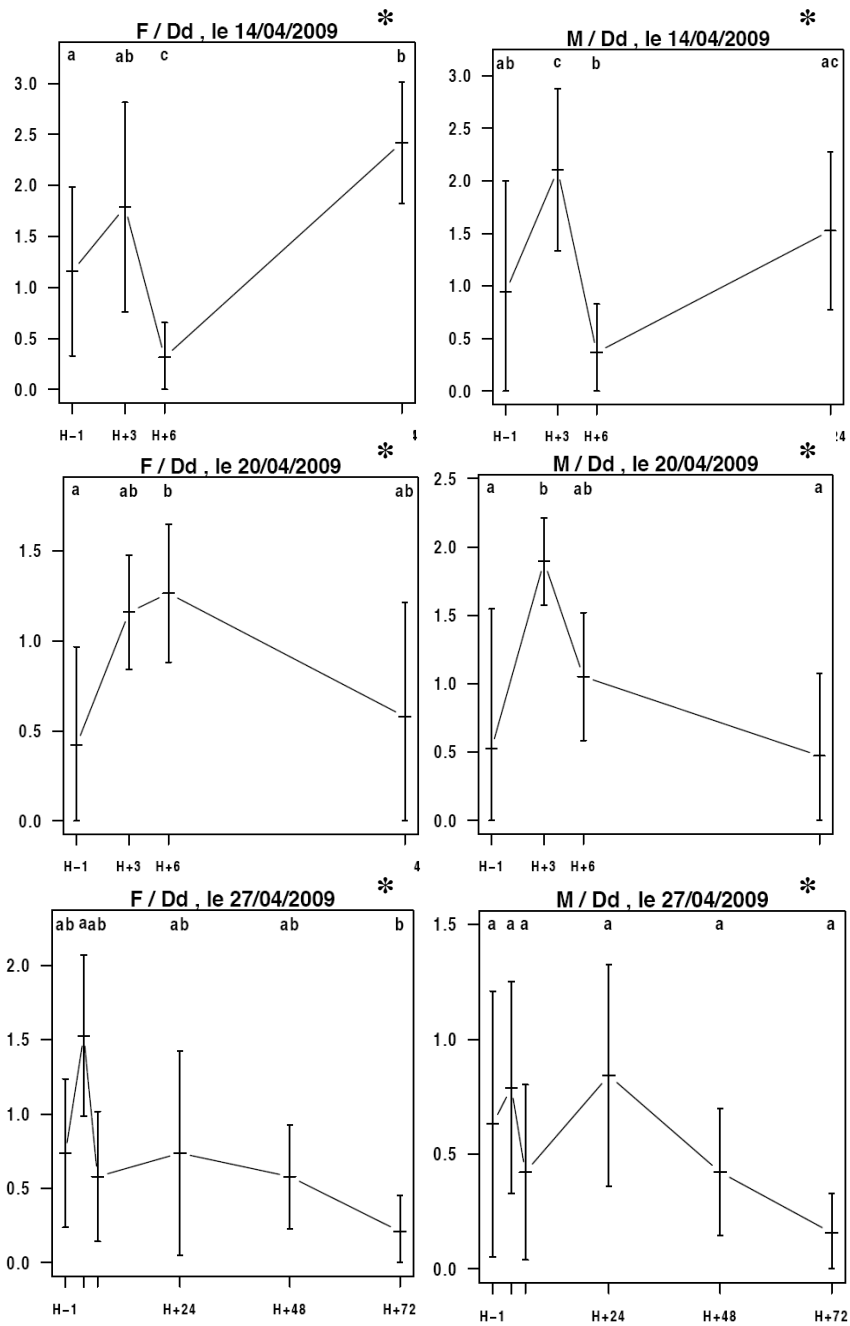 F / Dd , le 14/04/2009 *
a ab c b
3.0
2.5
2.0
1.5
1.0
0.5
0.0
H−1 H+3 H+6 4
M / Dd , le 14/04/2009 *
ab c b ac
3.0
2.5
2.0
1.5
1.0
0.5
0.0
H−1 H+3 H+6 24
F / Dd , le 20/04/2009 *
a ab b ab
1.5
1.0
0.5
0.0
H−1 H+3 H+6 4
M / Dd , le 20/04/2009 *
a b ab a
2.5
2.0
1.5
1.0
0.5
0.0
H−1 H+3 H+6
F / Dd , le 27/04/2009 *
ab a ab ab ab b
2.0
1.5
1.0
0.5
0.0
H−1 H+24 H+48 H+72
M / Dd , le 27/04/2009 *
a a a a a a
1.5
1.0
0.5
0.0
H−1 H+24 H+48 H+72